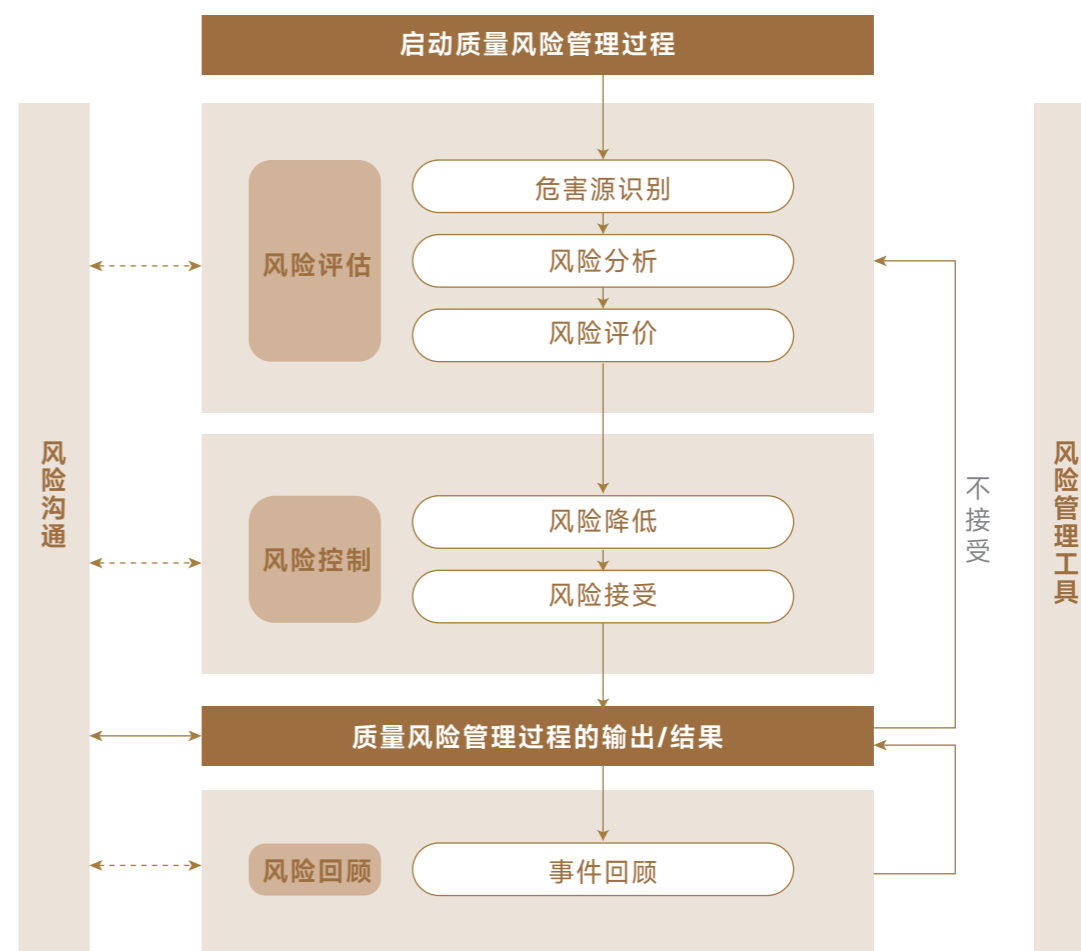 启动质量风险管理过程
危害源识别
风险评估
风险分析
风险评价
风险沟通
不接受
风险管理工具
风险降低
风险控制
风险接受
质量风险管理过程的输出/结果
风险回顾
事件回顾